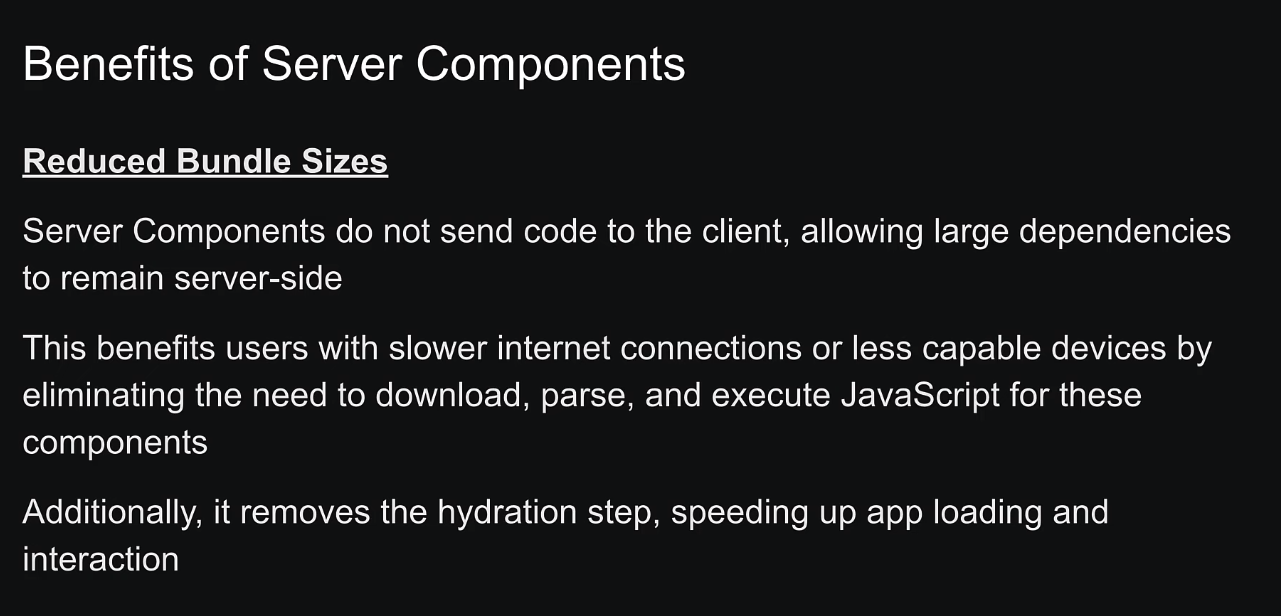 Benefits of Server Components
Reduced Bundle Sizes
Server Components do not send code to the client, allowing large dependencies
to remain server-side
This benefits users with slower internet connections or less capable devices by
eliminating the need to download, parse, and execute JavaScript for these
components
Additionally, it removes the hydration step, speeding up app loading and
interaction